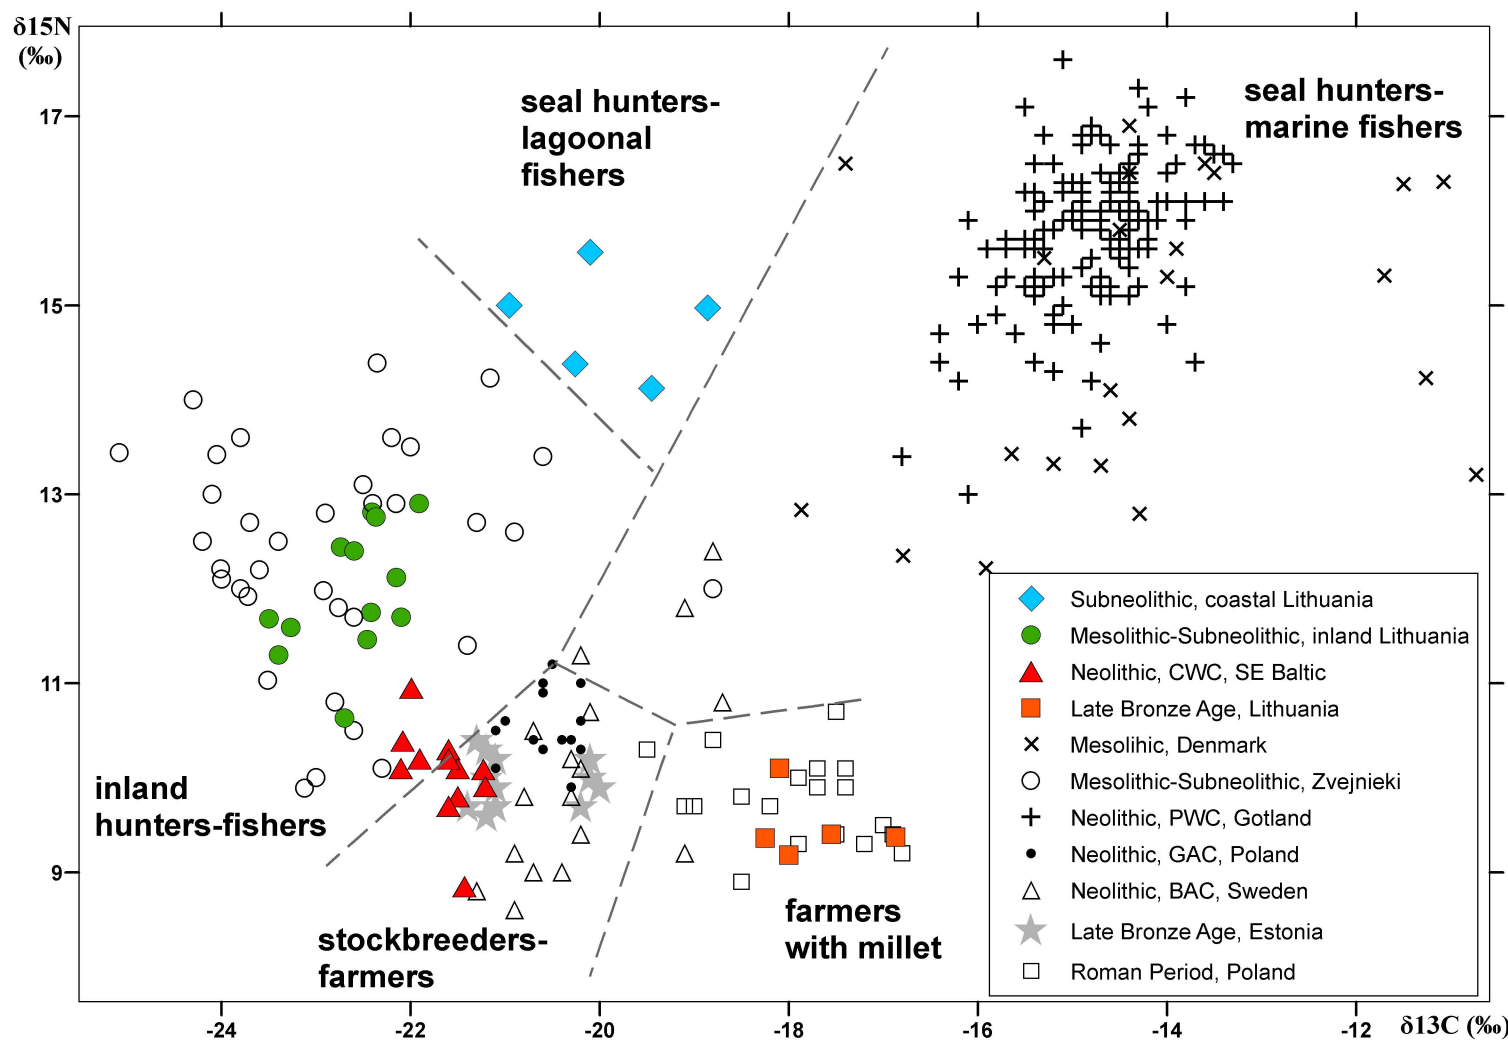 δ15N
(‰)
17
15
13
11
9
seal hunters-
lagoonal
fishers
seal hunters-
marine fishers
inland
hunters-fishers
stockbreeders-
farmers
farmers
with millet
Subneolithic, coastal Lithuania
Mesolithic-Subneolithic, inland Lithuania
Neolithic, CWC, SE Baltic
Late Bronze Age, Lithuania
Mesolihic, Denmark
Mesolithic-Subneolithic, Zvejnieki
Neolithic, PWC, Gotland
Neolithic, GAC, Poland
Neolithic, BAC, Sweden
Late Bronze Age, Estonia
Roman Period, Poland
-24 -22 -20 -18 -16 -14 -12 δ13C (‰)